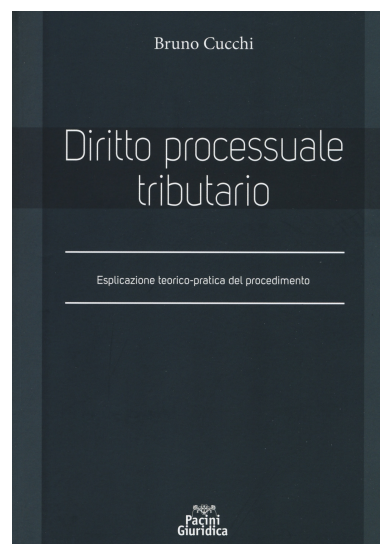 Bruno Cucchi
Diritto processuale
tributario
Esplicazione teorico-pratica del procedimento
Pacini
Giuridica